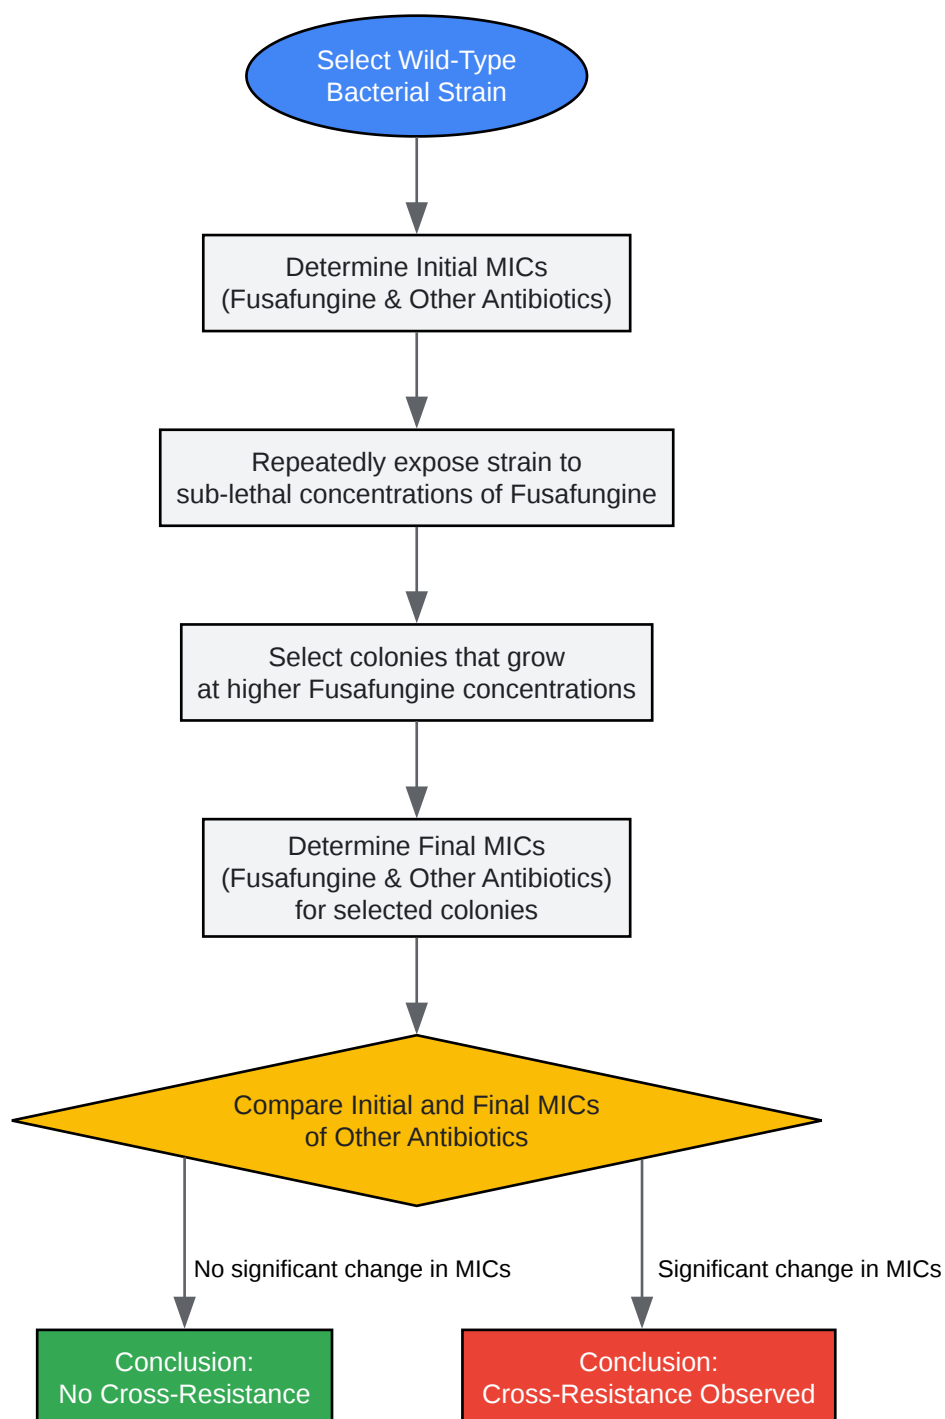 Select Wild-Type
Bacterial Strain
Determine Initial MICs
(Fusafungine & Other Antibiotics)
Repeatedly expose strain to
sub-lethal concentrations of Fusafungine
Select colonies that grow
at higher Fusafungine concentrations
Determine Final MICs
(Fusafungine & Other Antibiotics)
for selected colonies
Compare Initial and Final MICs
of Other Antibiotics
No significant change in MICs
Significant change in MICs
Conclusion:
No Cross-Resistance
Conclusion:
Cross-Resistance Observed